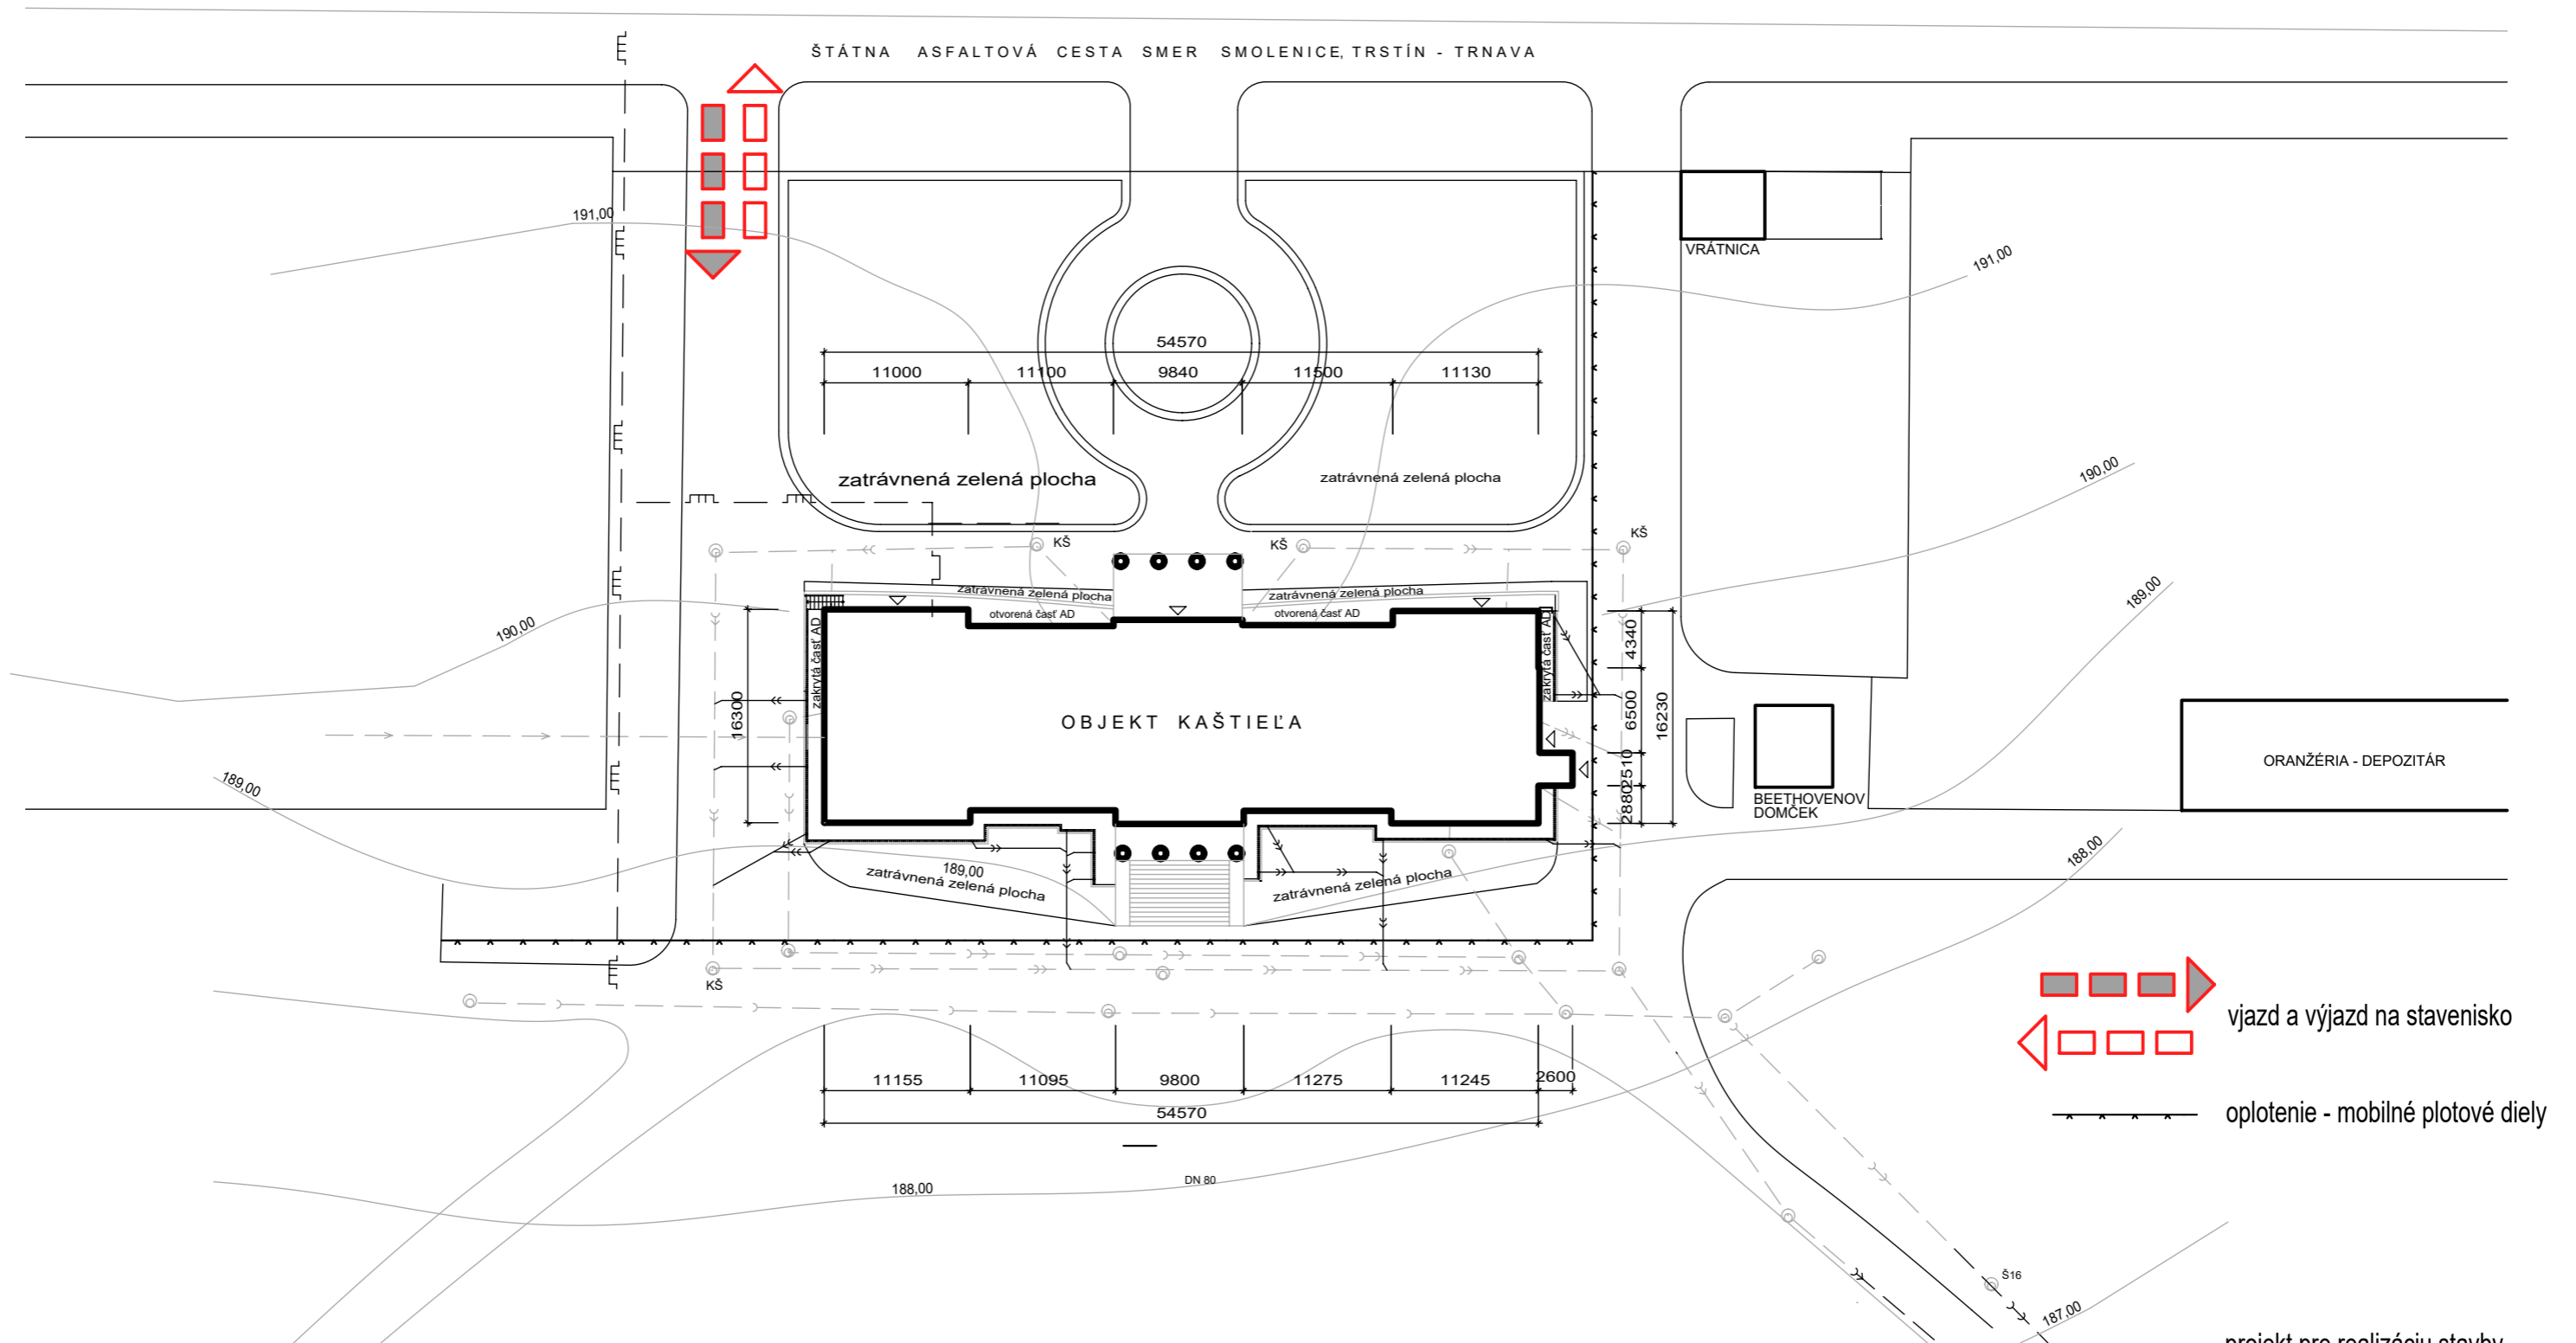 ŠTÁTNA ASFALTOVÁ CESTA SMER SMOLENICE, TRSTÍN - TRNAVA
191,00
VRÁTNICA
191,00
54570
11000 11100 9840 11500 11130
zatrávnená zelená plocha
zatrávnená zelená plocha
190,00
KŠ
KŠ
KŠ
zatrávnená zelená plocha
zatrávnená zelená plocha
otvorená časť AD
otvorená časť AD
189,00
190,00
zakrytá časť AD
zakrytá časť AD
4340
6500
2510
2880
16230
16300
OBJEKT KAŠTIEĽA
ORANŽÉRIA - DEPOZITÁR
189,00
BEETHOVENOV
DOMČEK
188,00
189,00
zatrávnená zelená plocha
zatrávnená zelená plocha
KŠ
vjazd a výjazd na stavenisko
11155 11095 9800 11275 11245 2600
54570
oplotenie - mobilné plotové diely
DN 80
188,00
Š16
187,00
projekt pre realizáciu stavby